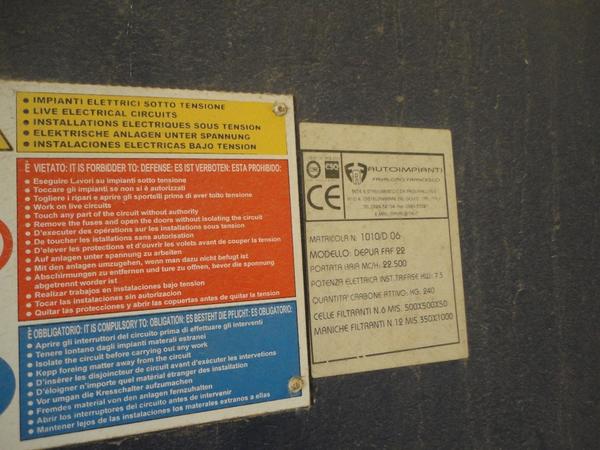 • IMPIANTI ELETTRICI SOTTO TENSIONE
• LIVE ELECTRICAL CIRCUITS
• INSTALLATIONS ELECTRIQUES SOUS TENSION
• ELEKTRISCHE ANLAGEN UNTER SPANNUNG
• INSTALACIONES ELECTRICAS BAJO TENSION
È VIETATO: IT IS FORBIDDEN TO: DEFENSE: ES IST VERBOTEN: ESTA PROHIBIDO:
• Eseguire Lavori su impianti sotto tensione
• Toccare gli impianti se non si è autorizzati
• Togliere i ripari e aprire gli sportelli prima di aver tolto tensione
• Work on live circuits
• Touch any part of the circuit without authority
• Remove the fuses and open the doors without isolating the circuit
• D'executer des opérations aur les installations sous tension
• De toucher les istallations sans autorisation
• D'elever les protections et d'ouvrir les volets avant de couper la tension
• Auf anlagen unter spannung zu arbeiten
• Mit den anlagen umzugehen, wenn man dazu nicht befugt ist
• Abschirmungen zu entfernen und ture zu offnen, bevor die spannung
abgetrennt worder ist
• Realizar trabajos en instalaciones bajo tension
• Tocar las instalaciones sin autorizacion
• Quitar las protecciones y abrir las copuertas antes de quitar la tension
È OBBLIGATORIO: IT IS COMPULSORY TO: OBLIGATION: ES BESTEHT DIE PFLICHT: ES OBLIGATORIO:
• Aprire gli interruttori del circuito prima di effettuare gli interventi
• Tenere lontano dagli impianti materali estranei
• Isolate the circuit before carrying out any work
• Kepp foreing matter away from the circuit
• D'insérer les disjoincteur de circuit avant d'exécuter les intervetions
• D'éloigner n'importe quel matérial étranger des installation
• Vor umgan die Kresschalter aufzumachen
• Fremdes material von den anlagen fernzuhalten
• Abrir los interruptores del circuito antes de intervenir
• Mantener lejos de las instalaciones los materales extranos a ellas
CE
AUTOIMPIANTI
MATRICOLA N: 1010/D 06
MODELLO: DEPUR FAF 22
PORTATA ARIA MC/H: 22.500
POTENZA ELETTRICA INST.TRIFASE KW: 7.5
QUANTITA' CARBONE ATTIVO: KG. 240
CELLE FILTRANTI N.6 MIS. 500X500X50
MANICHE FILTRANTI N.12 MIS. 350X1000